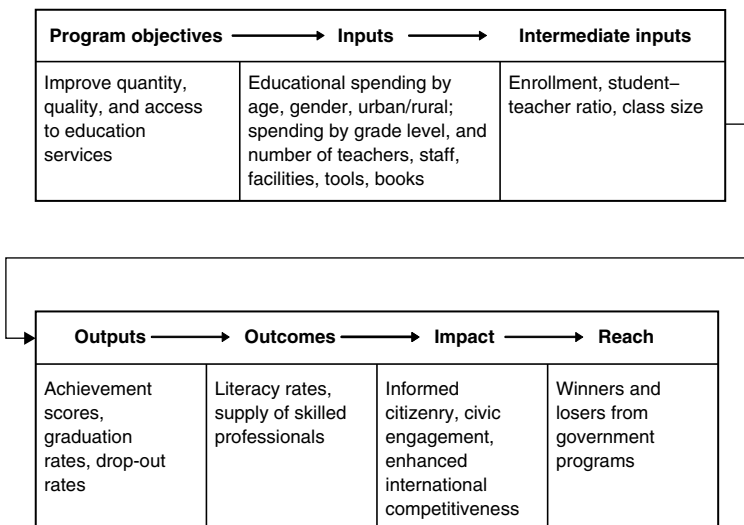 Program objectives Inputs Intermediate inputs
Improve quantity,
quality, and access
to education
services
Educational spending by
age, gender, urban/rural;
spending by grade level, and
number of teachers, staff,
facilities, tools, books
Enrollment, student–
teacher ratio, class size
Outputs Outcomes Impact Reach
Achievement
scores,
graduation
rates, drop-out
rates
Literacy rates,
supply of skilled
professionals
Informed
citizenry, civic
engagement,
enhanced
international
competitiveness
Winners and
losers from
government
programs